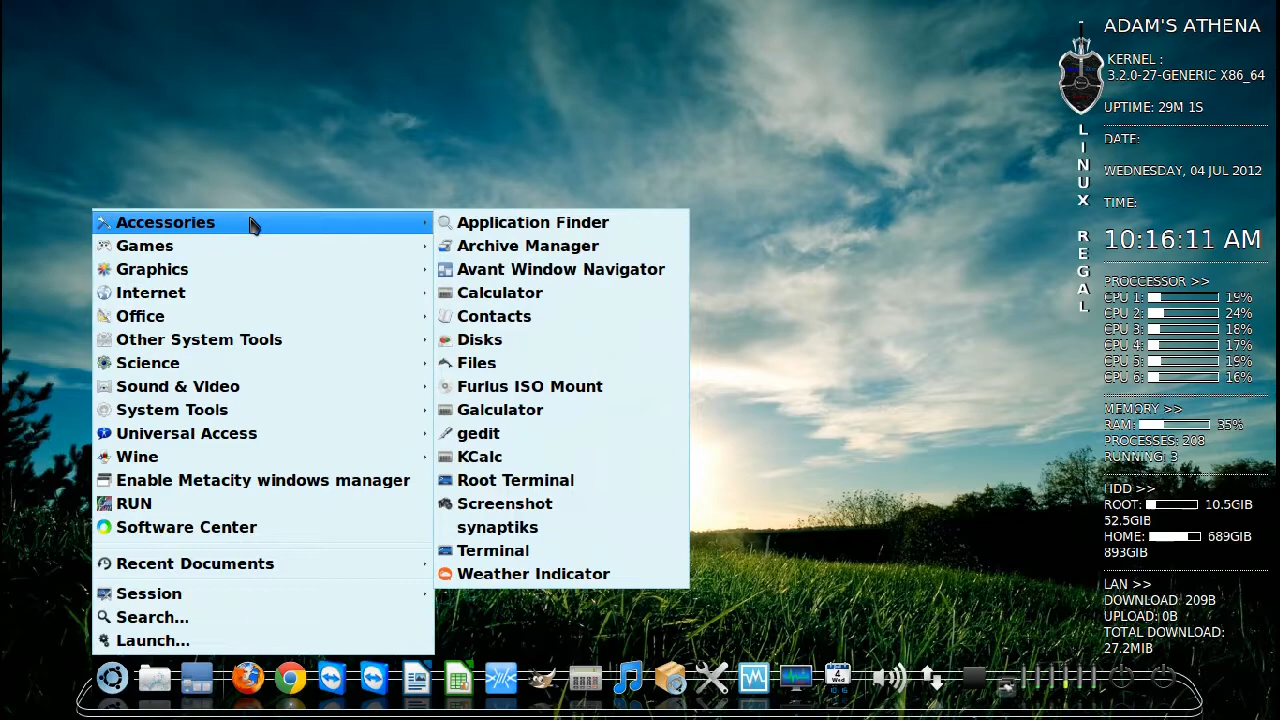 Accessories
Games
Graphics
Internet
Office
Other System Tools
Science
Sound & Video
System Tools
Universal Access
Wine
Enable Metacity windows manager
RUN
Software Center
Recent Documents
Session
Search...
Launch...
Application Finder
Archive Manager
Avant Window Navigator
Calculator
Contacts
Disks
Files
Furius ISO Mount
Galculator
gedit
KCalc
Root Terminal
Screenshot
synaptiks
Terminal
Weather Indicator
LINUX REGAL
ADAM'S ATHENA
KERNEL :
3.2.0-27-GENERIC X86_64
UPTIME: 29M 1S
DATE:
WEDNESDAY, 04 JUL 2012
TIME:
10:16:11 AM
PROCCESSOR >>
CPU 1: 19%
CPU 2: 24%
CPU 3: 18%
CPU 4: 17%
CPU 5: 19%
CPU 6: 16%
MEMORY >>
RAM: 35%
PROCESSES: 208
RUNNING: 3
HDD >>
ROOT: 10.5GIB
52.5GIB
HOME: 689GIB
893GIB
LAN >>
DOWNLOAD: 209B
UPLOAD: 0B
TOTAL DOWNLOAD:
27.2MIB
4
Wed